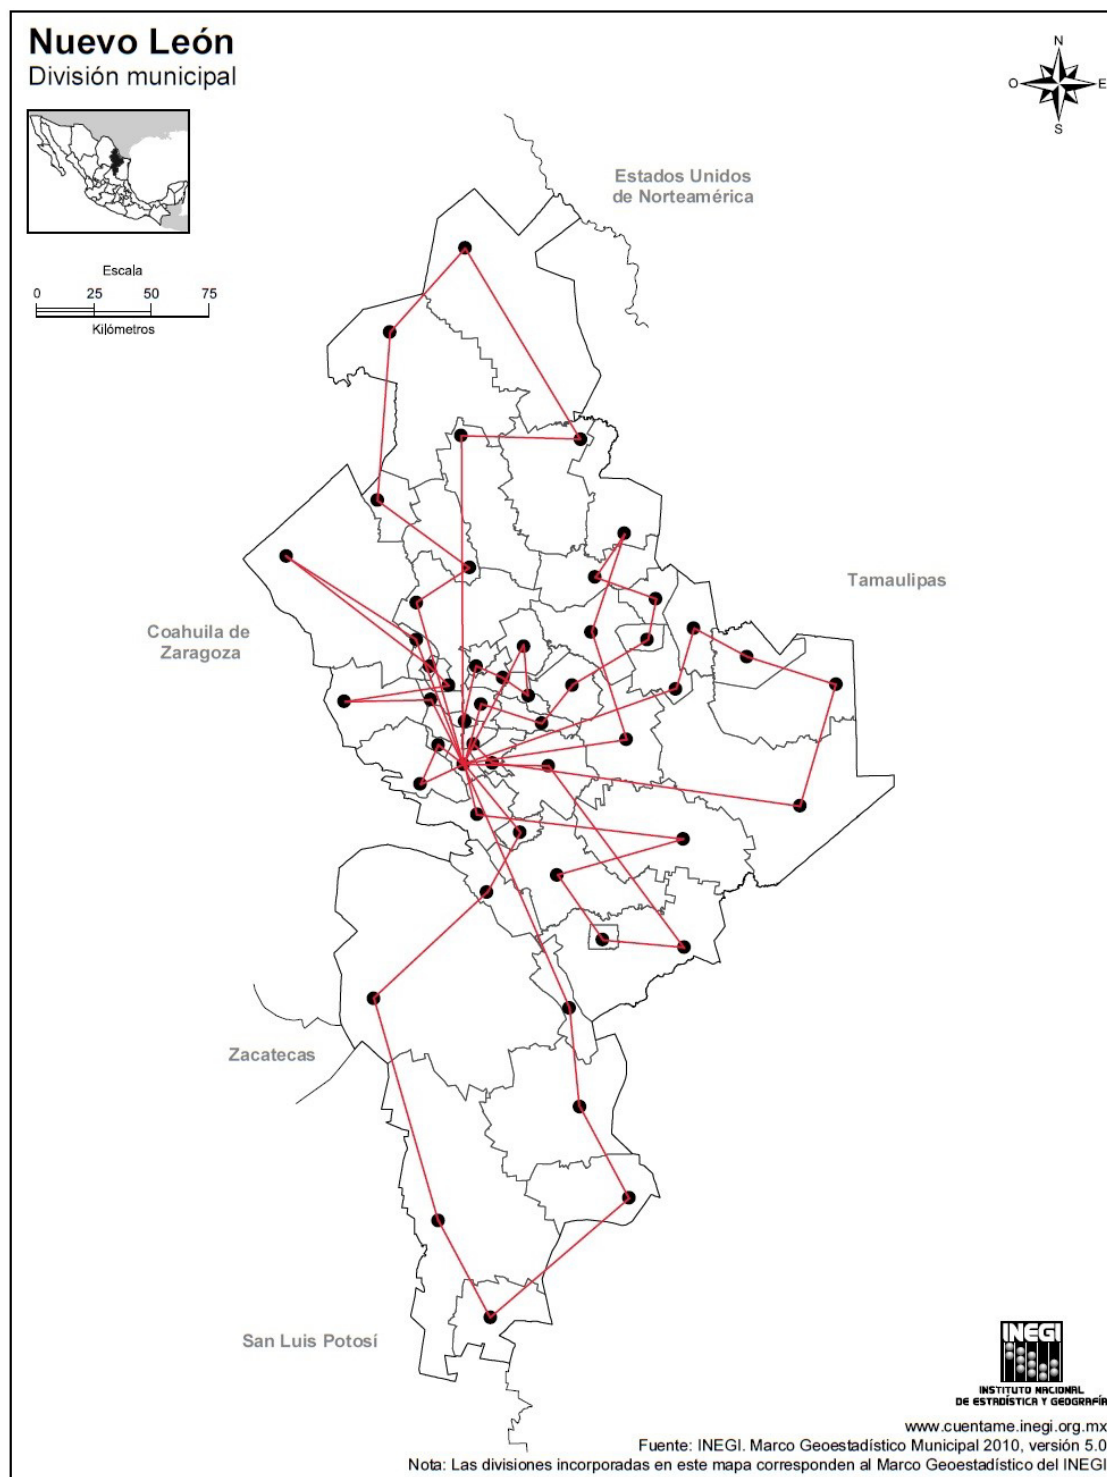 Nuevo León
División municipal
N
O
E
S
Estados Unidos
de Norteamérica
Escala
0 25 50 75
Kilómetros
Tamaulipas
Coahuila de
Zaragoza
Zacatecas
San Luis Potosí
INEGI
INSTITUTO NACIONAL
DE ESTADÍSTICA Y GEOGRAFÍA
www.cuentame.inegi.org.mx
Fuente: INEGI. Marco Geoestadístico Municipal 2010, versión 5.0
Nota: Las divisiones incorporadas en este mapa corresponden al Marco Geoestadístico del INEGI